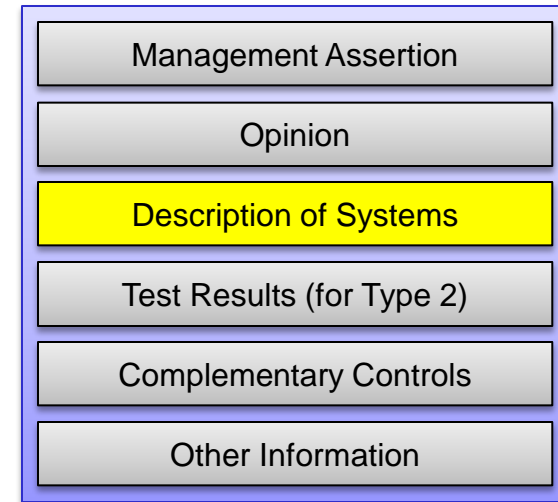 Management Assertion
Opinion
Description of Systems
Test Results (for Type 2)
Complementary Controls
Other Information